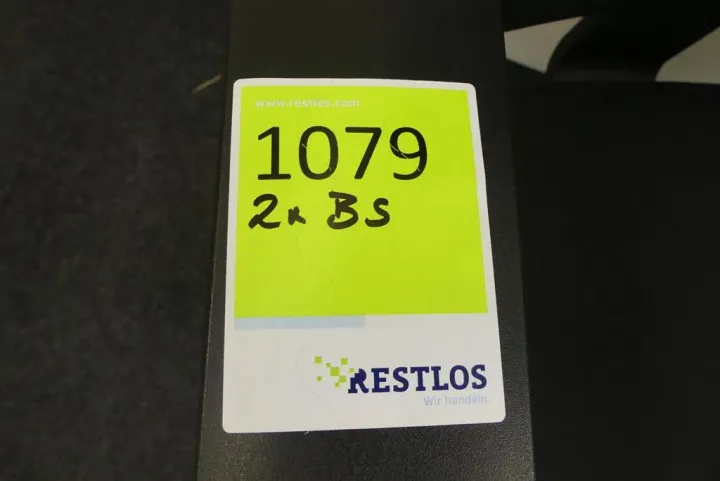 www.restlos.com
1079
2x BS
RESTLOS
Wir handeln